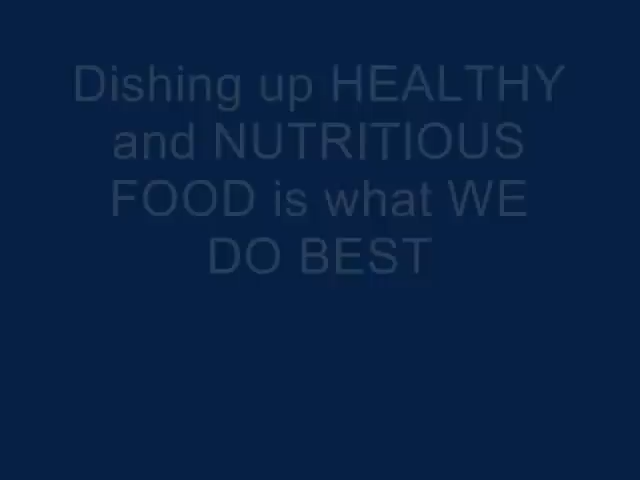 Dishing up HEALTHY
and NUTRITIOUS
FOOD is what WE
DO BEST